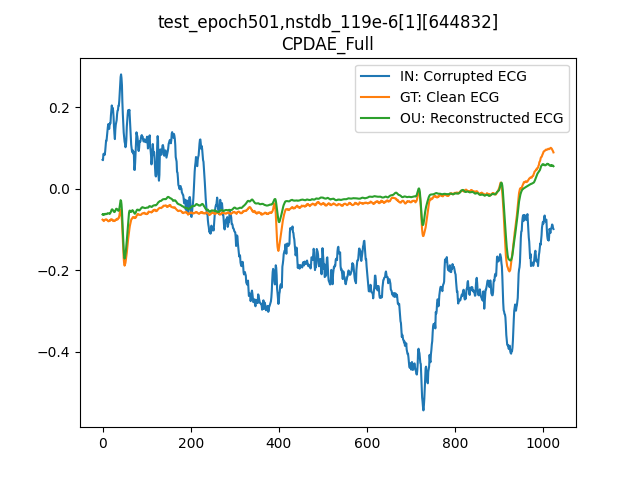 test_epoch501,nstdb_119e-6[1][644832]
CPDAE_Full
IN: Corrupted ECG
GT: Clean ECG
OU: Reconstructed ECG
0.2
0.0
−0.2
−0.4
0 200 400 600 800 1000